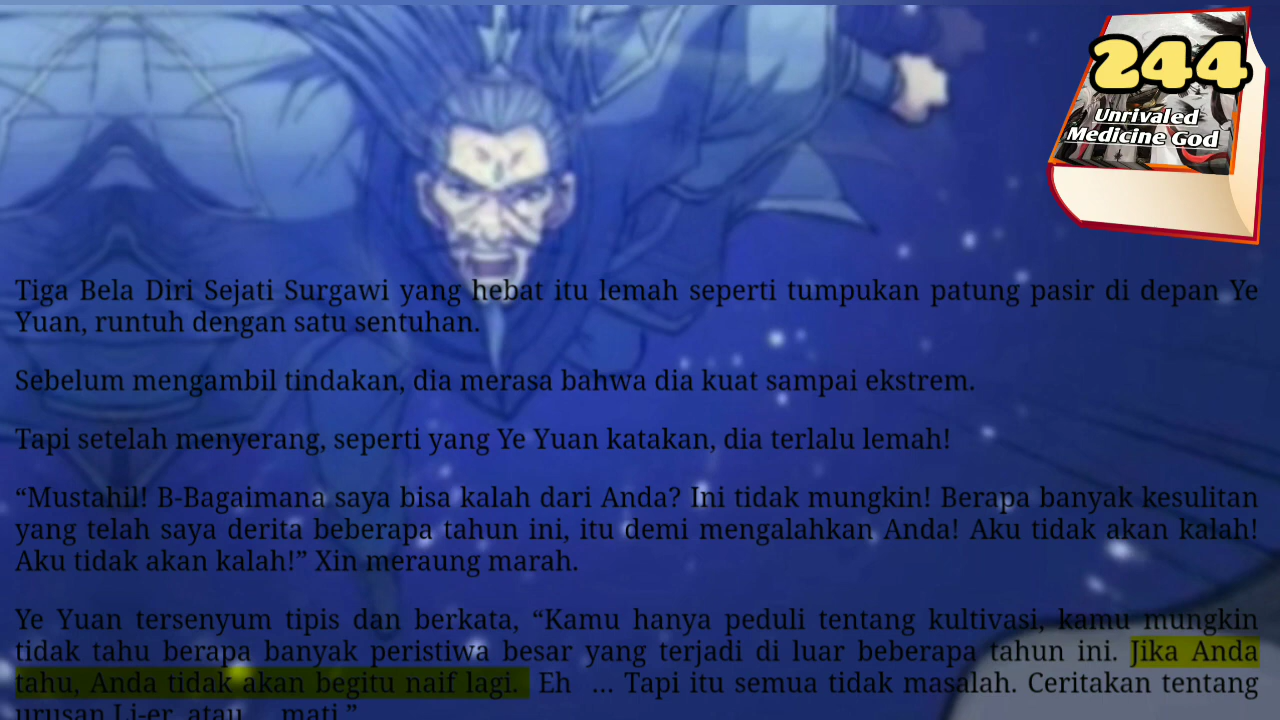 244
Unrivaled
Medicine God
Tiga Bela Diri Sejati Surgawi yang hebat itu lemah seperti tumpukan patung pasir di depan Ye
Yuan, runtuh dengan satu sentuhan.
Sebelum mengambil tindakan, dia merasa bahwa dia kuat sampai ekstrem.
Tapi setelah menyerang, seperti yang Ye Yuan katakan, dia terlalu lemah!
“Mustahil! B-Bagaimana saya bisa kalah dari Anda? Ini tidak mungkin! Berapa banyak kesulitan
yang telah saya derita beberapa tahun ini, itu demi mengalahkan Anda! Aku tidak akan kalah!
Aku tidak akan kalah!” Xin meraung marah.
Ye Yuan tersenyum tipis dan berkata, “Kamu hanya peduli tentang kultivasi, kamu mungkin
tidak tahu berapa banyak peristiwa besar yang terjadi di luar beberapa tahun ini. Jika Anda
tahu, Anda tidak akan begitu naif lagi. Eh … Tapi itu semua tidak masalah. Ceritakan tentang
urusan Li-er, atau … mati.”